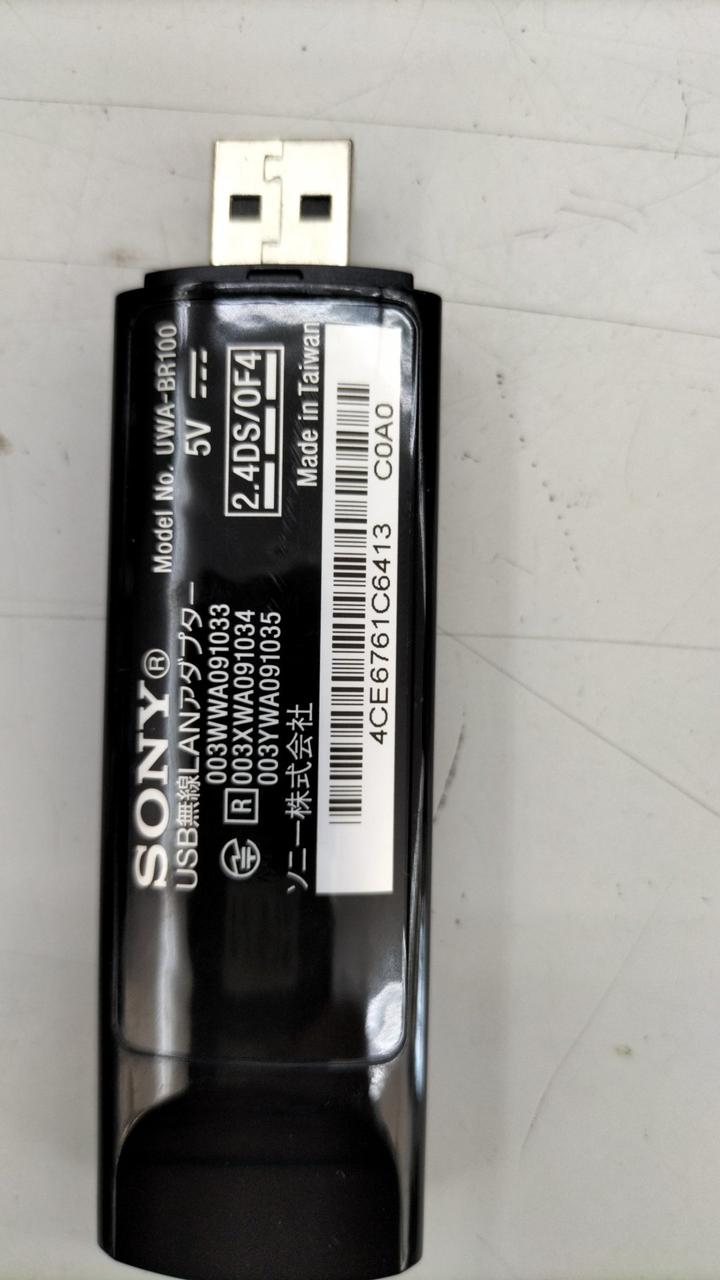 SONY®
USB無線LANアダプター
Model No. UWA-BR100
5V
003WWA091033
R 003XWA091034
003YWA091035
2.4DS/OF4
ソニー株式会社
Made in Taiwan
4CE6761C6413 C0A0